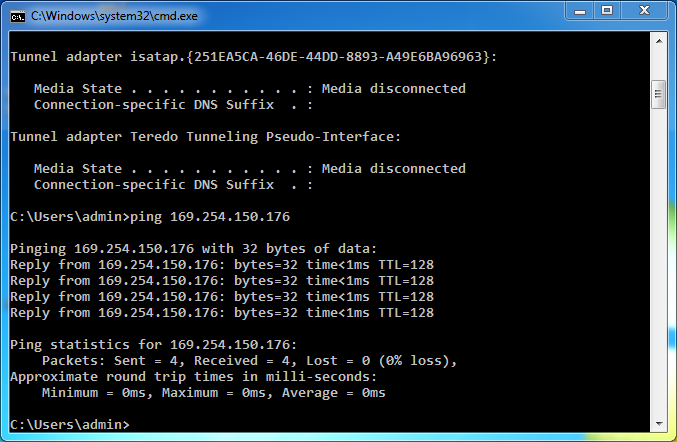 C:\Windows\system32\cmd.exe
Tunnel adapter isatap.{251EA5CA-46DE-44DD-8893-A49E6BA96963}:
Media State . . . . . . . . . . . : Media disconnected
Connection-specific DNS Suffix  . :
Tunnel adapter Teredo Tunneling Pseudo-Interface:
Media State . . . . . . . . . . . : Media disconnected
Connection-specific DNS Suffix  . :
C:\Users\admin>ping 169.254.150.176
Pinging 169.254.150.176 with 32 bytes of data:
Reply from 169.254.150.176: bytes=32 time<1ms TTL=128
Reply from 169.254.150.176: bytes=32 time<1ms TTL=128
Reply from 169.254.150.176: bytes=32 time<1ms TTL=128
Reply from 169.254.150.176: bytes=32 time<1ms TTL=128
Ping statistics for 169.254.150.176:
Packets: Sent = 4, Received = 4, Lost = 0 (0% loss),
Approximate round trip times in milli-seconds:
Minimum = 0ms, Maximum = 0ms, Average = 0ms
C:\Users\admin>